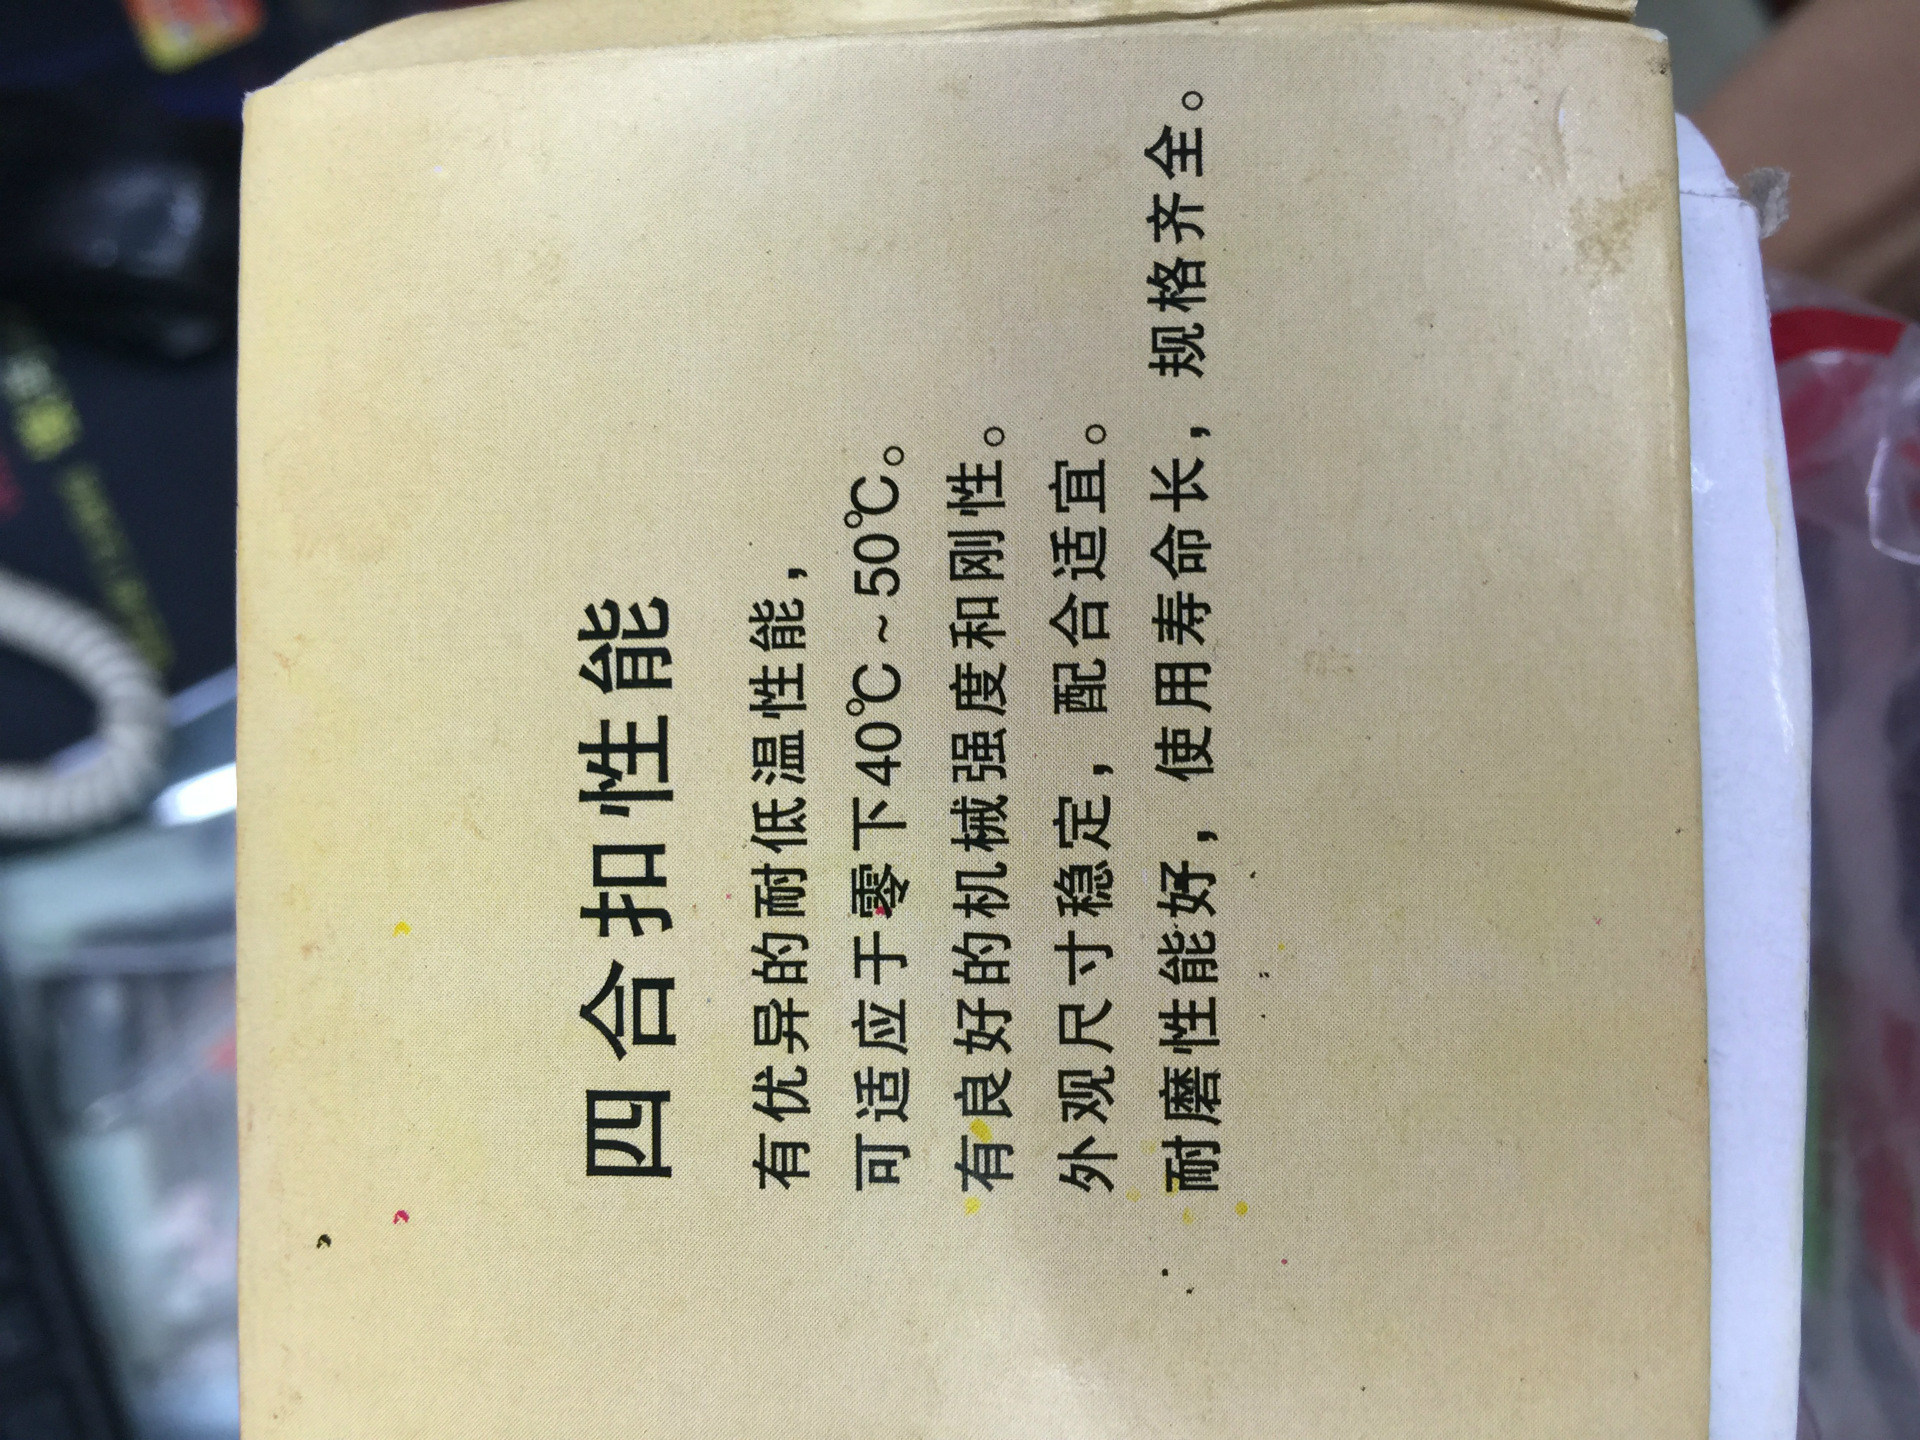 四合扣性能
有优异的耐低温性能，
可适应于零下40℃~50℃。
有良好的机械强度和刚性。
外观尺寸稳定，配合适宜。
耐磨性能好，使用寿命长，规格齐全。